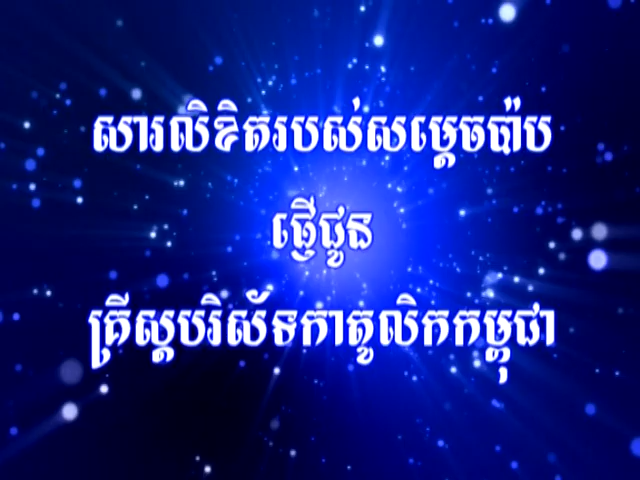 សារលិខិតរបស់សម្ដេចប៉ាប
ផ្ញើជូន
គ្រីស្តបរិស័ទកាតូលិកកម្ពុជា